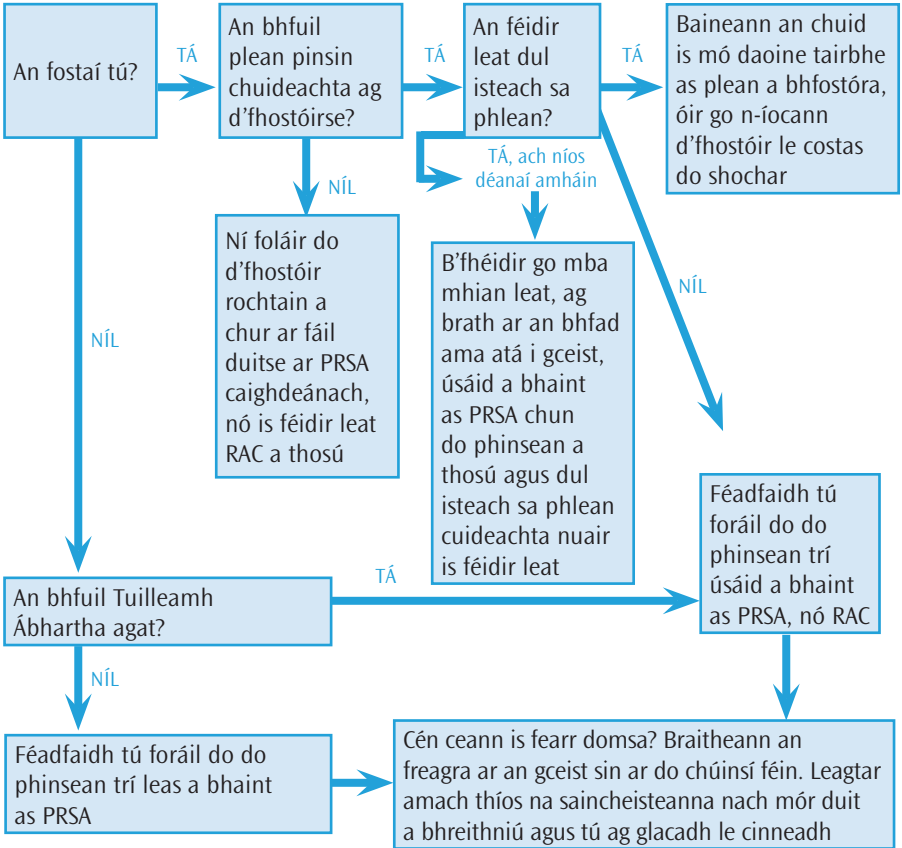 An fostaí tú?
TÁ
An bhfuil
plean pinsin
chuideachta ag
d'fhostóirse?
TÁ
An féidir
leat dul
isteach sa
phlean?
TÁ
Baineann an chuid
is mó daoine tairbhe
as plean a bhfostóra,
óir go n-íocann
d'fhostóir le costas
do shochar
NÍL
TÁ, ach níos
déanaí amháin
Ní foláir do
d'fhostóir
rochtain a
chur ar fáil
duitse ar PRSA
caighdeánach,
nó is féidir leat
RAC a thosú
B'fhéidir go mba
mhian leat, ag
brath ar an bhfad
ama atá i gceist,
úsáid a bhaint
as PRSA chun
do phinsean a
thosú agus dul
isteach sa phlean
cuideachta nuair
is féidir leat
NÍL
NÍL
An bhfuil Tuilleamh
Ábhartha agat?
TÁ
Féadfaidh tú
foráil do do
phinsean trí
úsáid a bhaint
as PRSA, nó RAC
NÍL
Féadfaidh tú foráil do do
phinsean trí leas a bhaint
as PRSA
Cén ceann is fearr domsa? Braitheann an
freagra ar an gceist sin ar do chúinsí féin. Leagtar
amach thíos na saincheisteanna nach mór duit
a bhreithniú agus tú ag glacadh le cinneadh